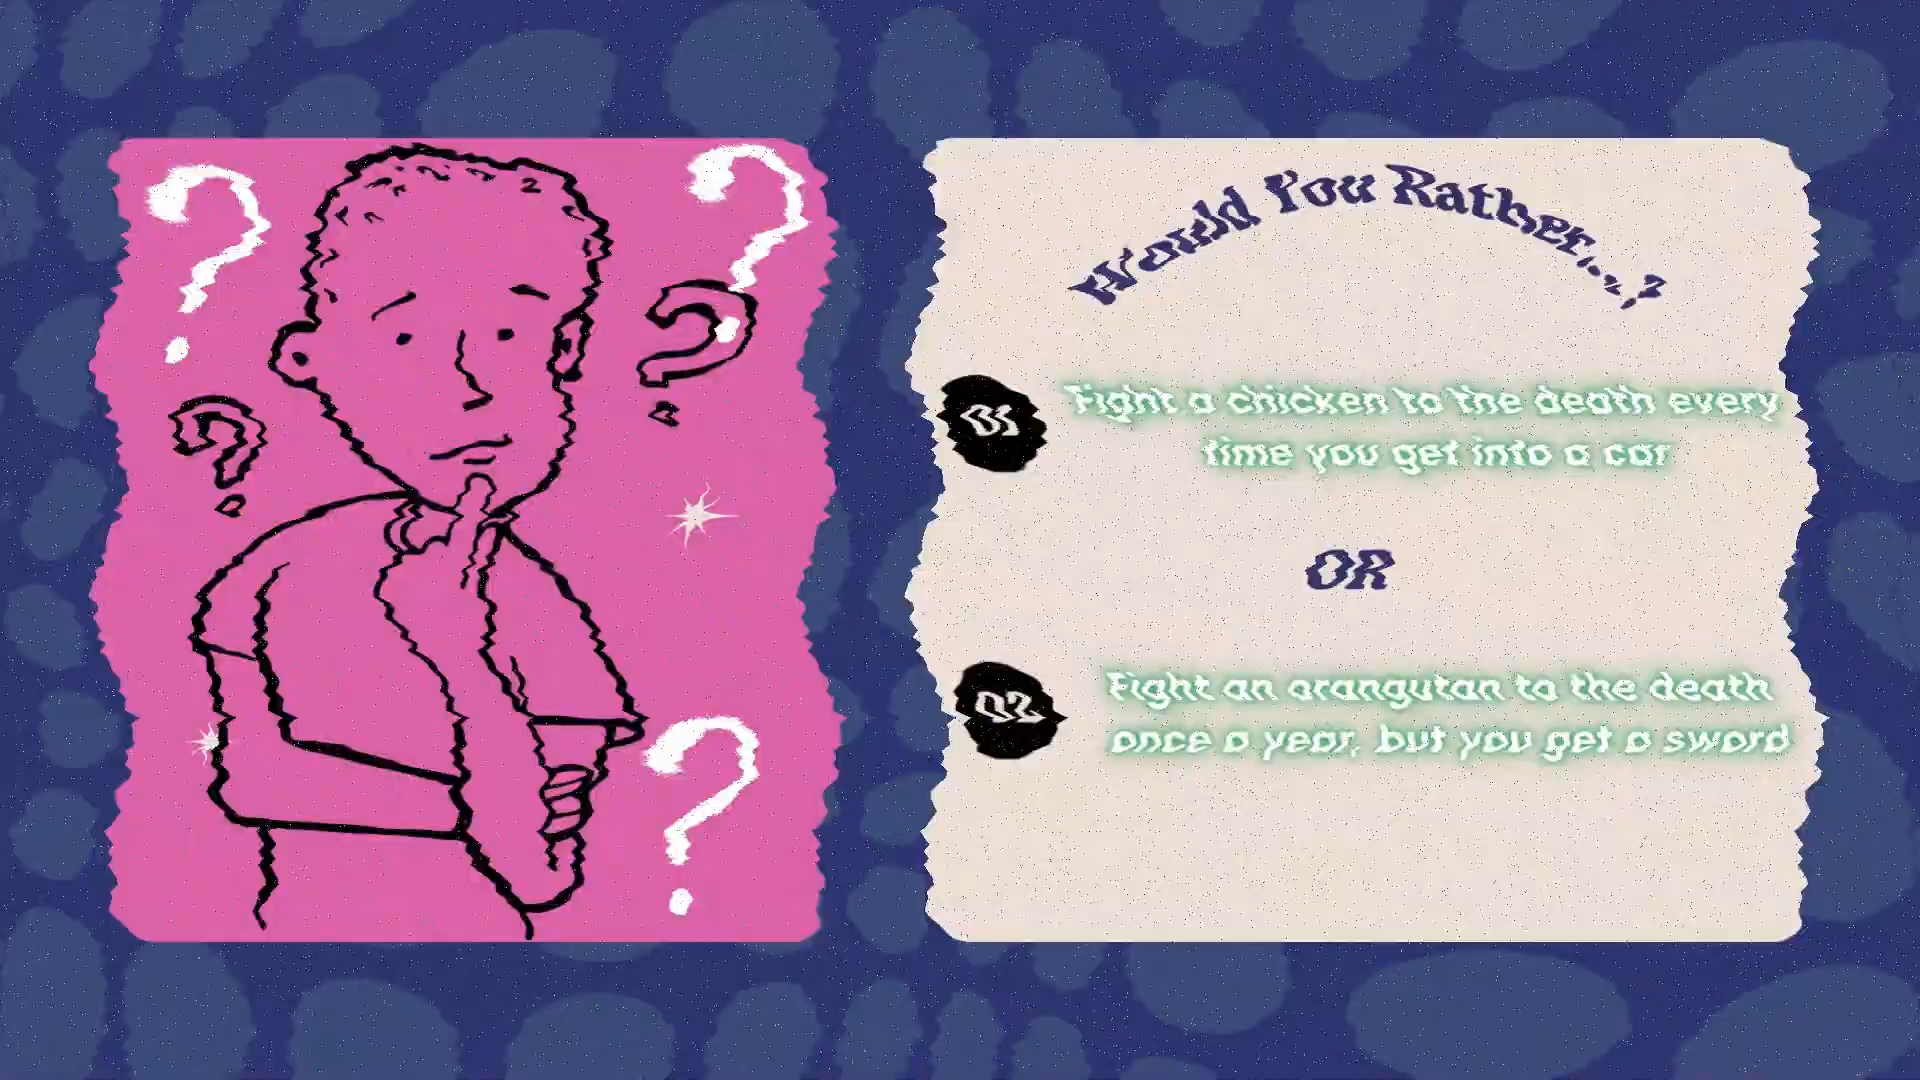 Would You Rather...?
01
Fight a chicken to the death every
time you get into a car
OR
02
Fight an orangutan to the death
once a year, but you get a sword